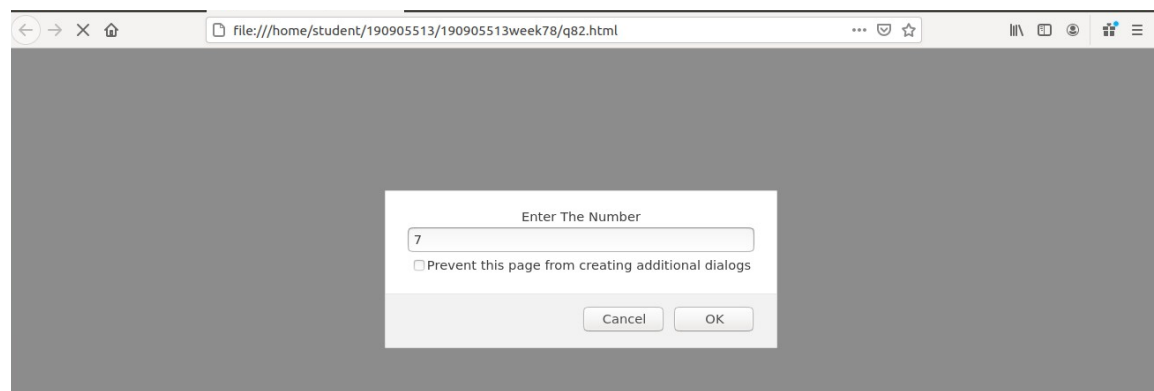 file:///home/student/190905513/190905513week78/q82.html
Enter The Number
7
Prevent this page from creating additional dialogs
Cancel OK